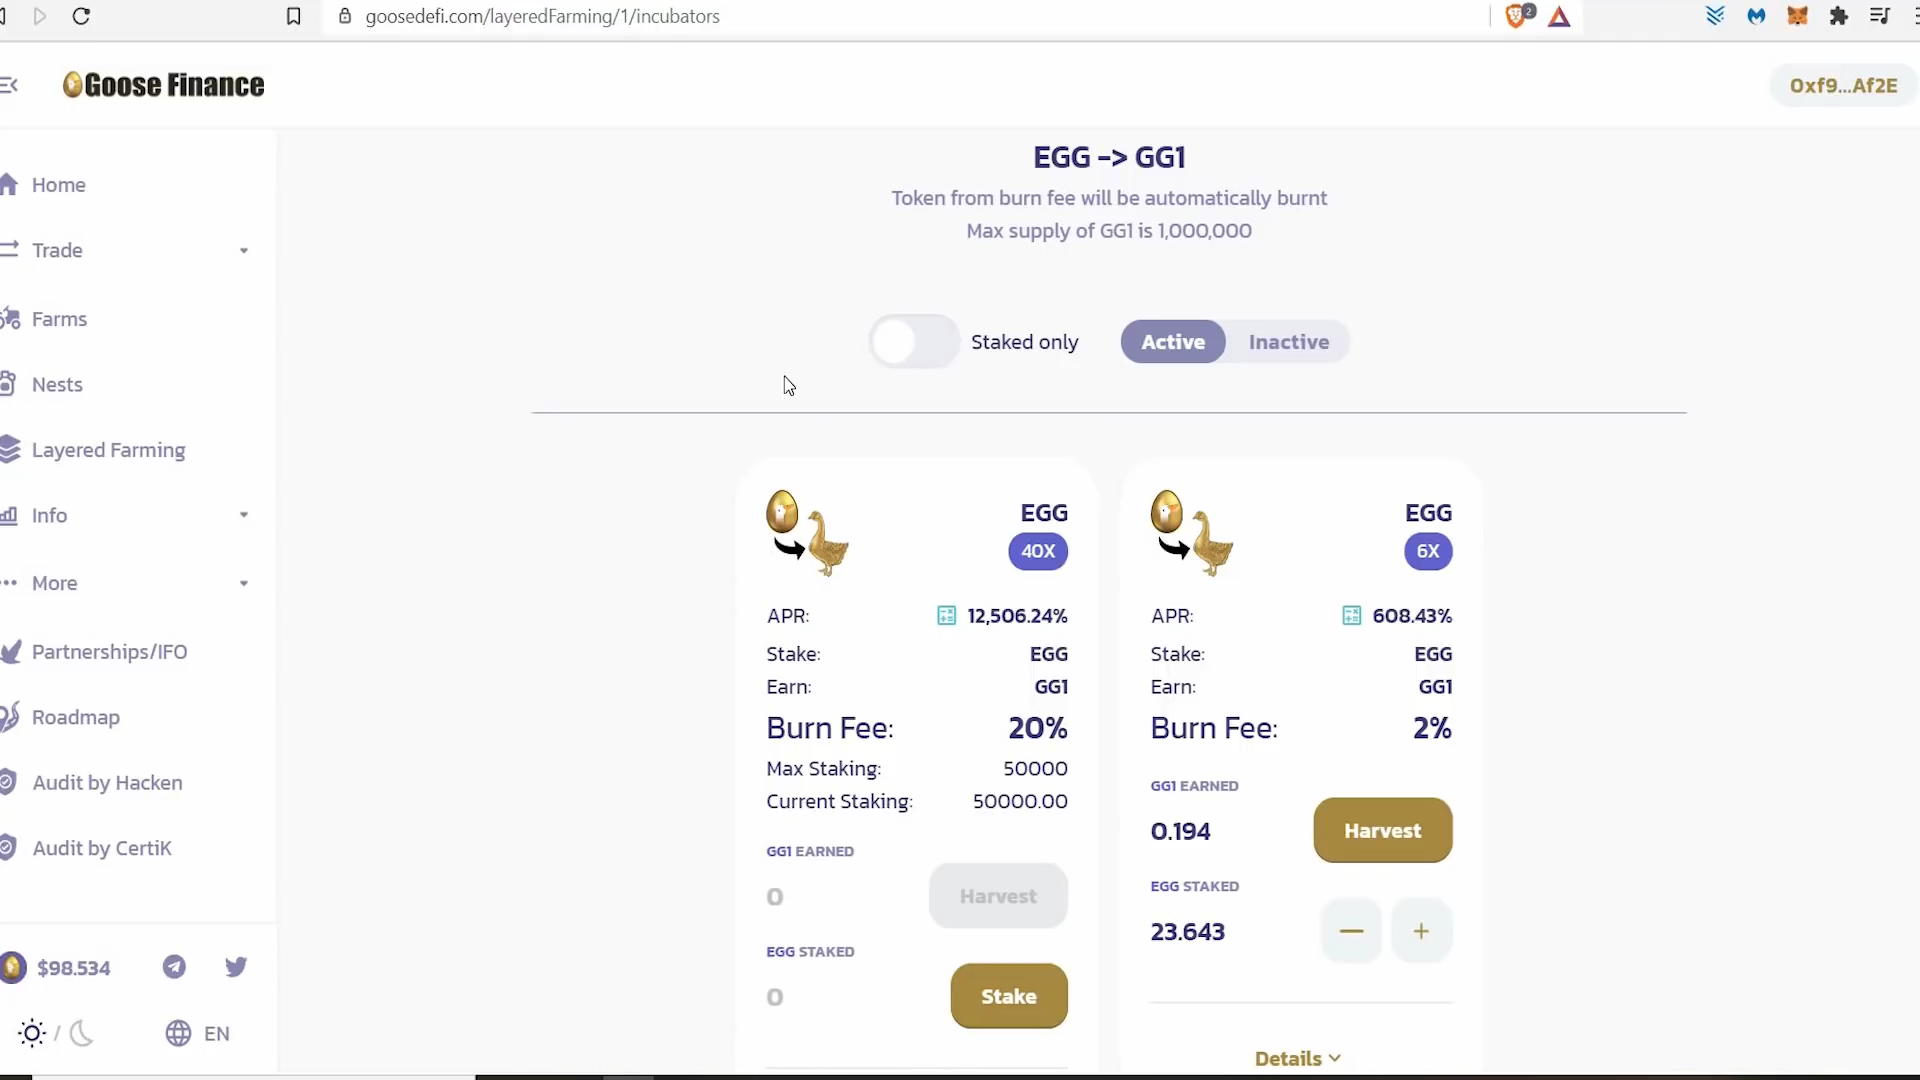 goosedefi.com/layeredFarming/1/incubators
2
Goose Finance
0xf9...Af2E
Home
Trade
Farms
Nests
Layered Farming
Info
More
Partnerships/IFO
Roadmap
Audit by Hacken
Audit by CertiK
$98.534
/
EN
EGG -> GG1
Token from burn fee will be automatically burnt
Max supply of GG1 is 1,000,000
Staked only
Active
Inactive
EGG
40X
APR: 12,506.24%
Stake: EGG
Earn: GG1
Burn Fee: 20%
Max Staking: 50000
Current Staking: 50000.00
GG1 EARNED
0
Harvest
EGG STAKED
0
Stake
EGG
6X
APR: 608.43%
Stake: EGG
Earn: GG1
Burn Fee: 2%
GG1 EARNED
0.194
Harvest
EGG STAKED
23.643
Details